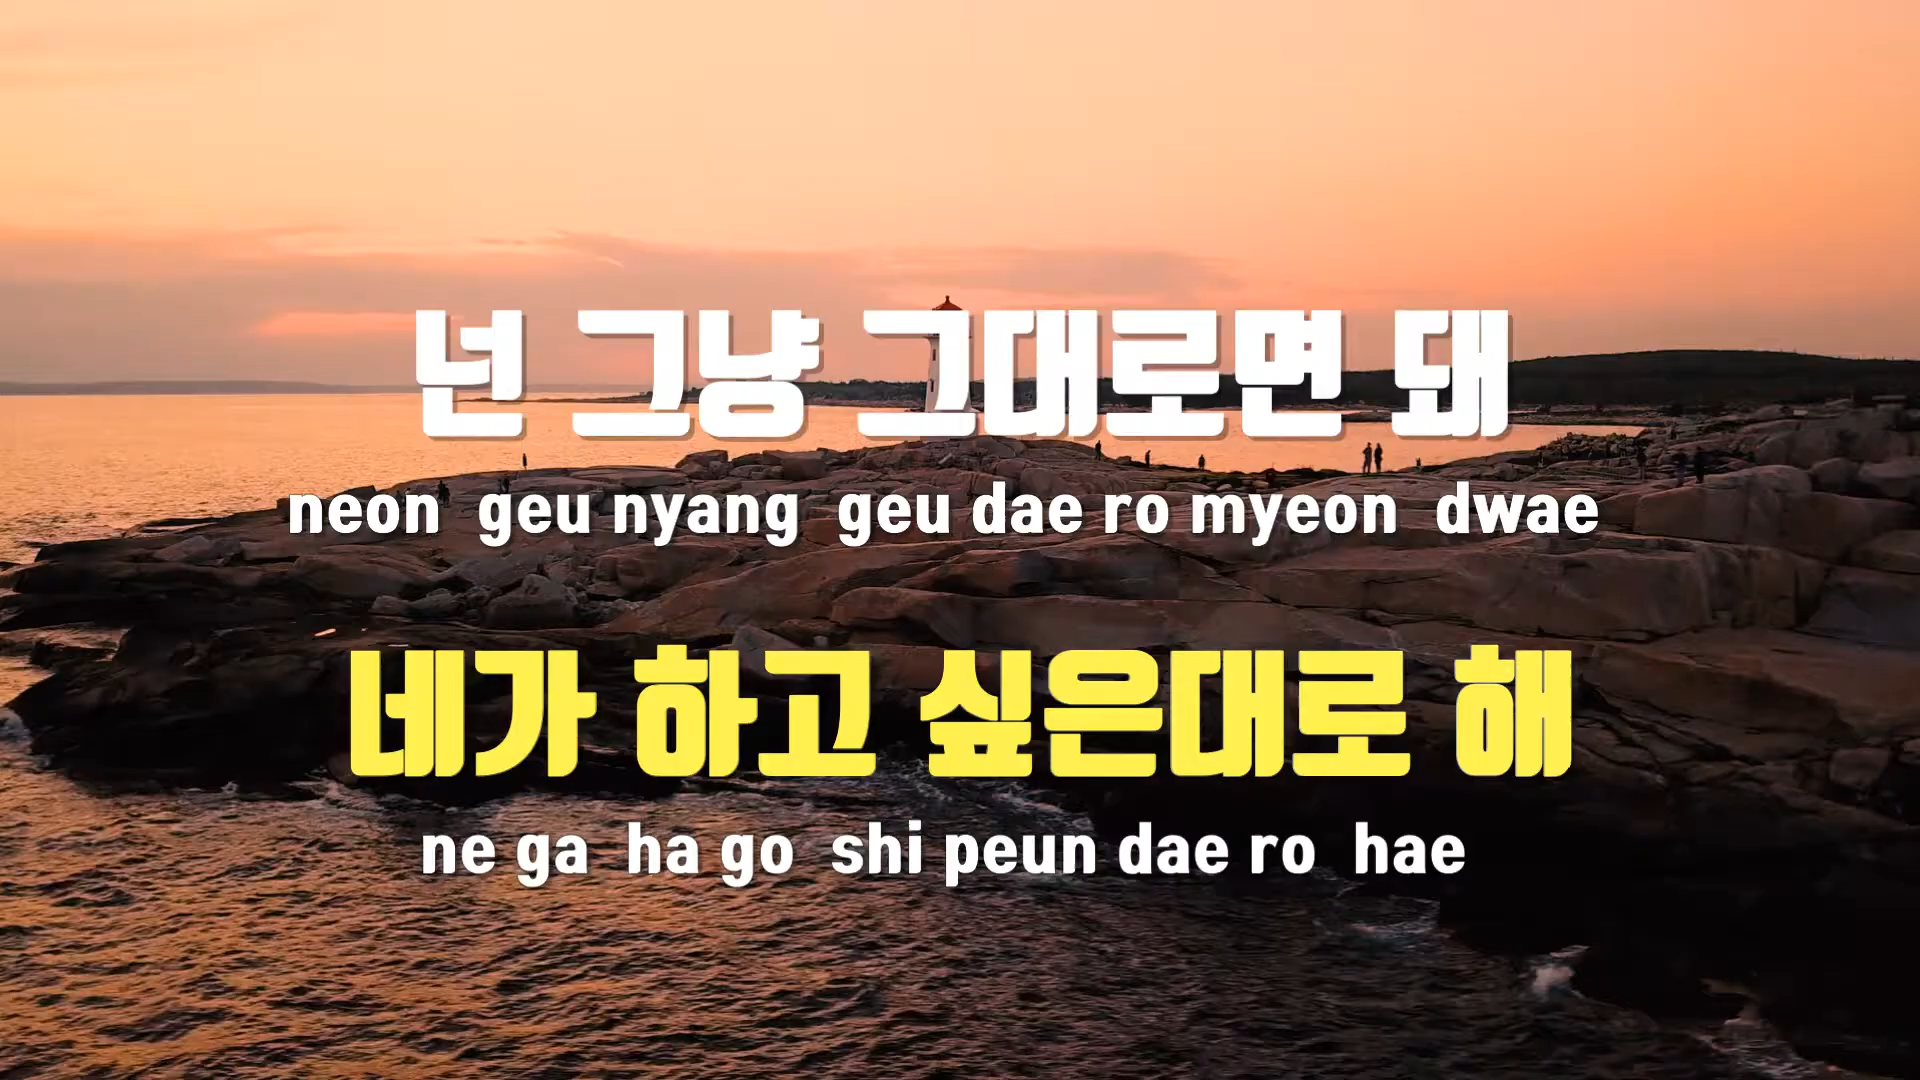 넌 그냥 그대로면 돼
neon geu nyang geu dae ro myeon dwae
네가 하고 싶은대로 해
ne ga ha go shi peun dae ro hae